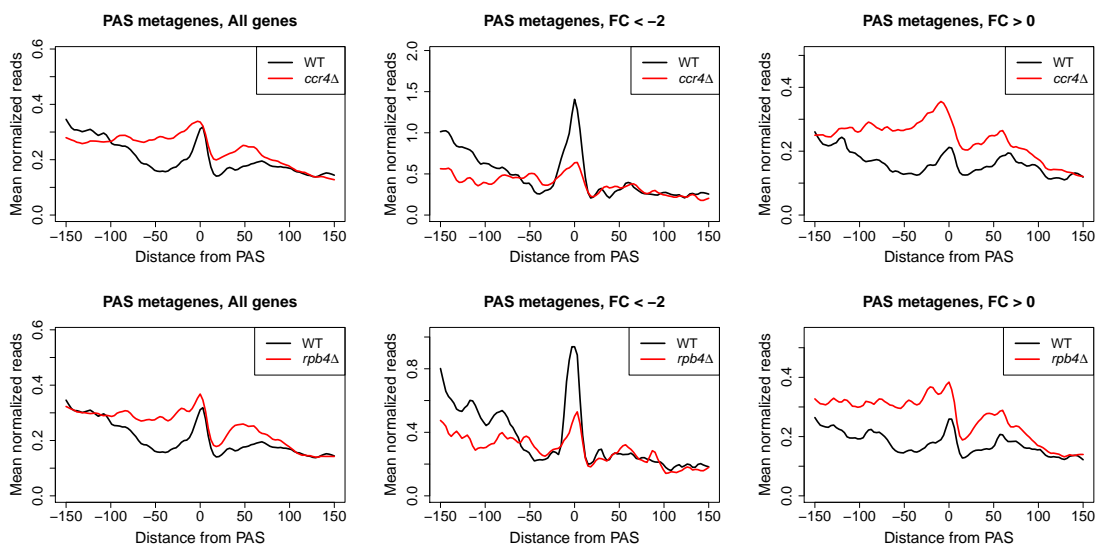 PAS metagenes, All genes
Mean normalized reads
0.0 0.2 0.4 0.6
WT
ccr4Δ
−150 −100 −50 0 50 100 150
Distance from PAS
PAS metagenes, FC < −2
Mean normalized reads
0.0 0.5 1.0 1.5 2.0
WT
ccr4Δ
−150 −100 −50 0 50 100 150
Distance from PAS
PAS metagenes, FC > 0
Mean normalized reads
0.0 0.2 0.4
WT
ccr4Δ
−150 −100 −50 0 50 100 150
Distance from PAS
PAS metagenes, All genes
Mean normalized reads
0.0 0.2 0.4 0.6
WT
rpb4Δ
−150 −100 −50 0 50 100 150
Distance from PAS
PAS metagenes, FC < −2
Mean normalized reads
0.0 0.4 0.8
WT
rpb4Δ
−150 −100 −50 0 50 100 150
Distance from PAS
PAS metagenes, FC > 0
Mean normalized reads
0.0 0.2 0.4
WT
rpb4Δ
−150 −100 −50 0 50 100 150
Distance from PAS